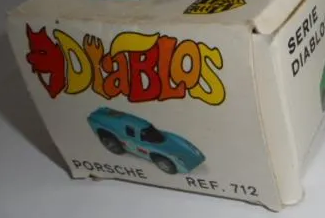 DIABLOS
PORSCHE REF. 712
SERIE
DIABLO